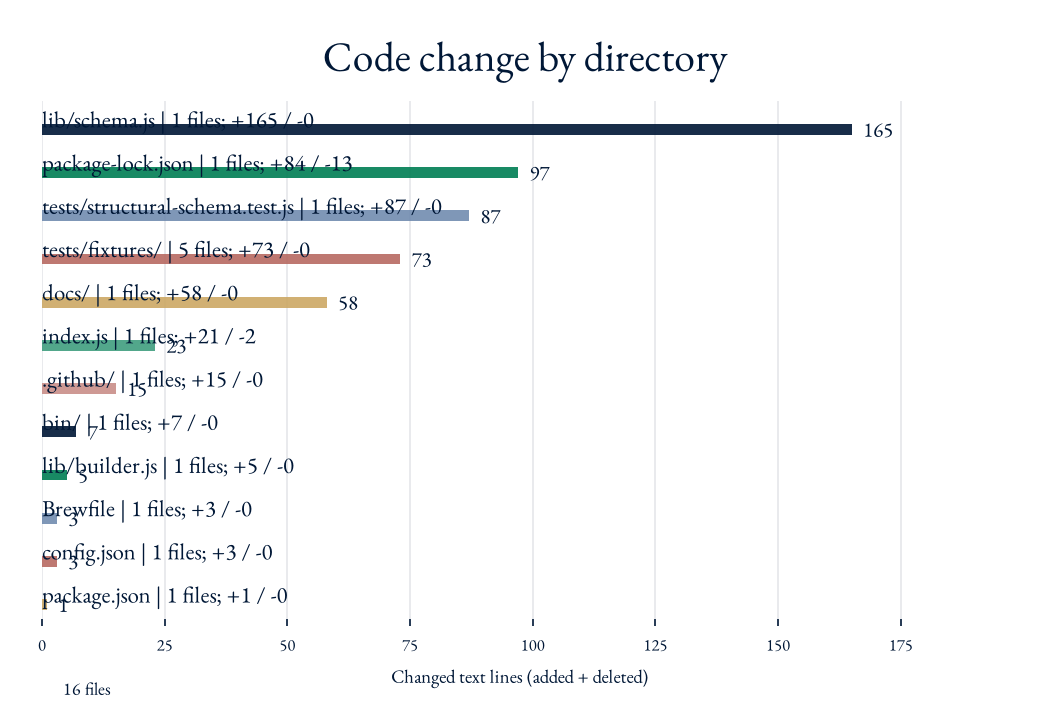 Code change by directory
lib/schema.js | 1 files; +165 / -0
165
package-lock.json | 1 files; +84 / -13
97
tests/structural-schema.test.js | 1 files; +87 / -0
87
tests/fixtures/ | 5 files; +73 / -0
73
docs/ | 1 files; +58 / -0
58
index.js | 1 files; +21 / -2
23
.github/ | 1 files; +15 / -0
15
bin/ | 1 files; +7 / -0
7
lib/builder.js | 1 files; +5 / -0
5
Brewfile | 1 files; +3 / -0
3
config.json | 1 files; +3 / -0
3
package.json | 1 files; +1 / -0
1
0 25 50 75 100 125 150 175
Changed text lines (added + deleted)
16 files